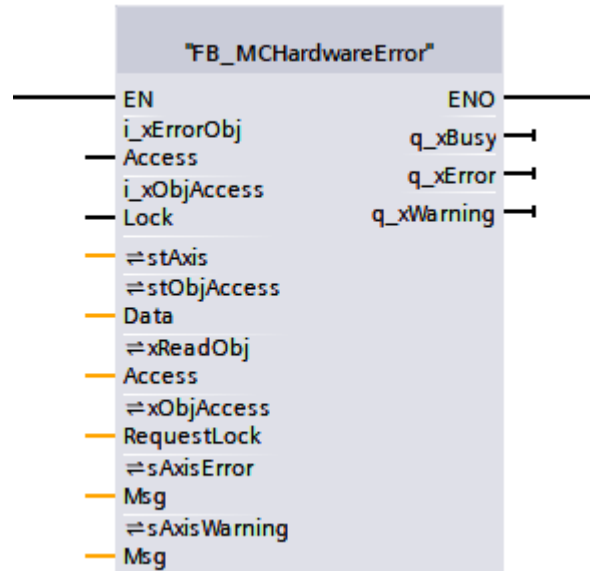 "FB_MCHardwareError"
EN ENO
i_xErrorObj
Access
q_xBusy
i_xObjAccess
Lock
q_xError
q_xWarning
⇌stAxis
⇌stObjAccess
Data
⇌xReadObj
Access
⇌xObjAccess
RequestLock
⇌sAxisError
Msg
⇌sAxisWarning
Msg